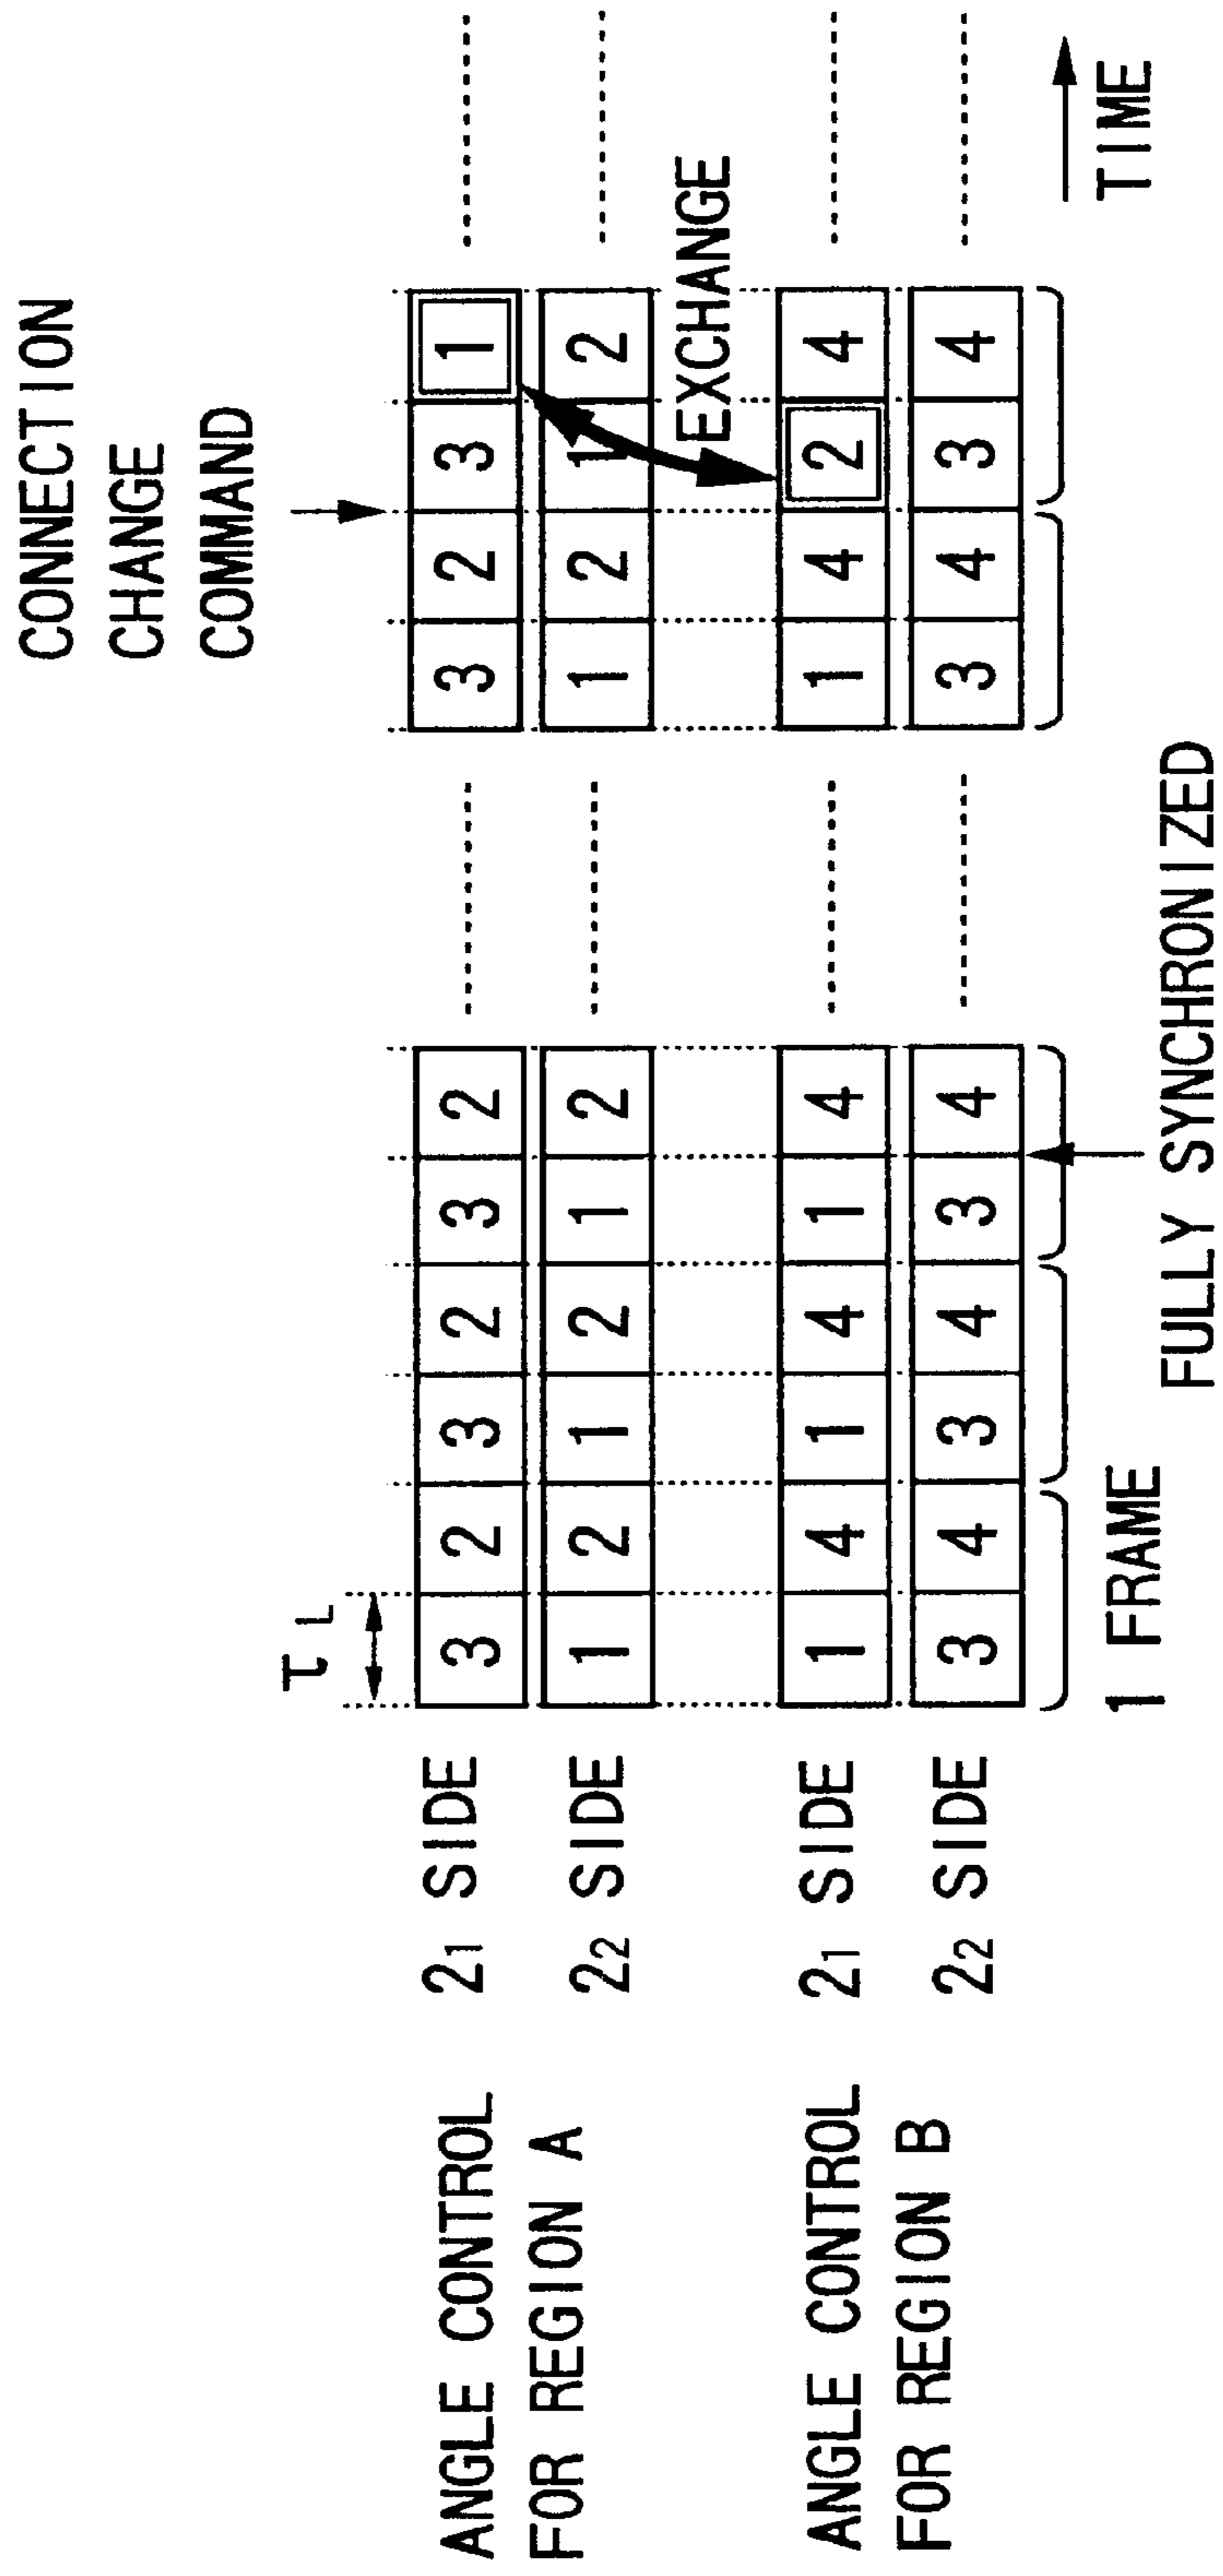 CONNECTION
CHANGE
COMMAND
τL
ANGLE CONTROL
FOR REGION A
2₁ SIDE 3 2 3 2 3 2 3 2 3 1
2₂ SIDE 1 2 1 2 1 2 1 2 1 2
EXCHANGE
ANGLE CONTROL
FOR REGION B
2₁ SIDE 1 4 1 4 1 4 1 4 2 4
2₂ SIDE 3 4 3 4 3 4 3 4 3 4
1 FRAME
FULLY SYNCHRONIZED
TIME